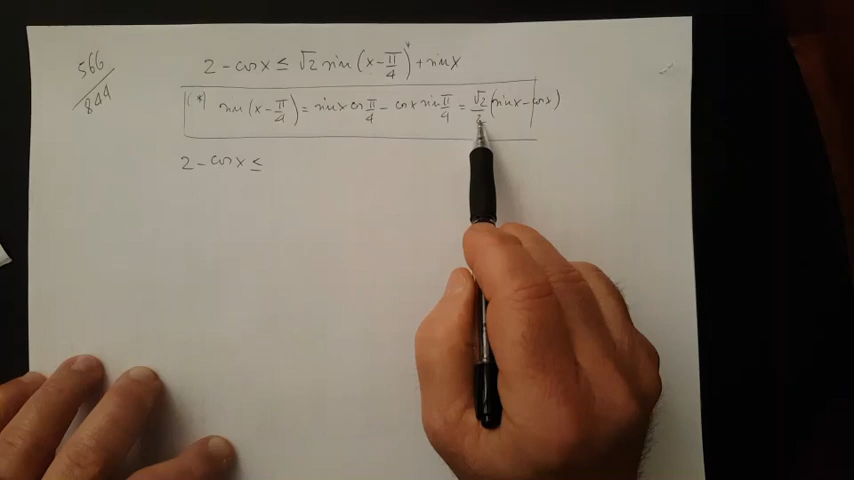 566/844
2 - cos x ≤ √2 sin (x - π/4)* + sin x
(*) sin (x - π/4) = sin x cos π/4 - cos x sin π/4 = √2/2 (sin x - cos x)
2 - cos x ≤